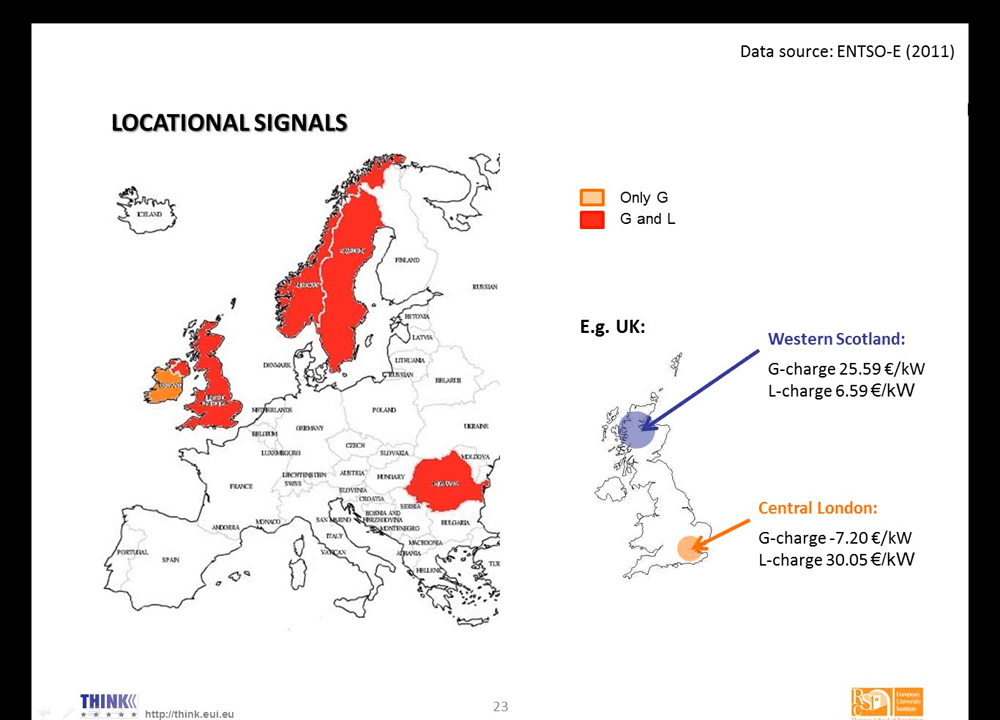 Data source: ENTSO-E (2011)
LOCATIONAL SIGNALS
ICELAND
FINLAND
RUSSIAN
ESTONIA
LATVIA
LITHUANIA
RUSSIAN
DENMARK
BELARUS
NETHERLANDS
POLAND
GERMANY
BELGIUM
UKRAINE
LUXEMBOURG
CZECH
SLOVAKIA
MOLDOVA
LIECHTENSTEIN
SWISS
AUSTRIA
HUNGARY
FRANCE
SLOVENIA
CROATIA
SERBIA
BOSNIA AND
HERZEGOVINA
MONACO
SAN MARINO
MONTENEGRO
BULGARIA
ANDORRA
ITALY
MACEDONIA
PORTUGAL
SPAIN
VATICAN
ALBANIA
HELLENIC
TUR
Only G
G and L
E.g. UK:
Western Scotland:
G-charge 25.59 €/kW
L-charge 6.59 €/kW
Central London:
G-charge -7.20 €/kW
L-charge 30.05 €/kW
THINK
http://think.eui.eu
23
European
University
Institute